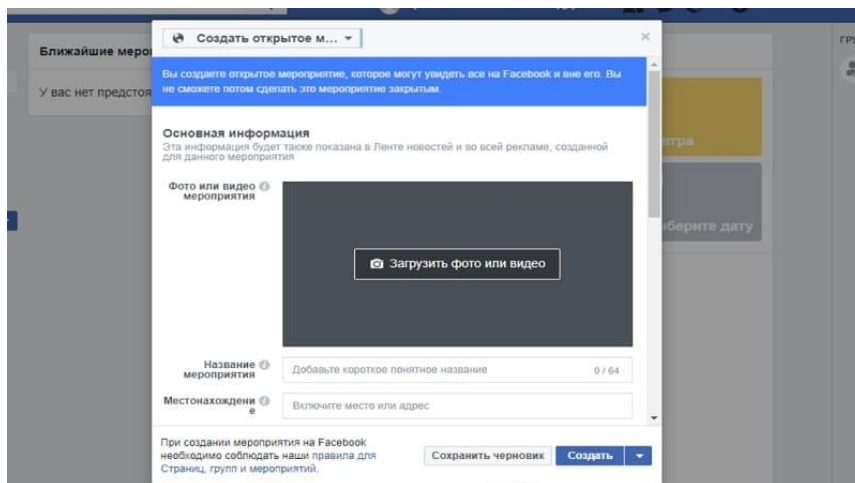 Создать открытое м...
Ближайшие меро
У вас нет предстоя
Вы создаете открытое мероприятие, которое могут увидеть все на Facebook и вне его. Вы
не сможете потом сделать это мероприятие закрытым.
Основная информация
Эта информация будет также показана в Ленте новостей и во всей рекламе, созданной
для данного мероприятия
Фото или видео
мероприятия
Загрузить фото или видео
Название
мероприятия
Добавьте короткое понятное название
0 / 64
Местонахождени
е
Включите место или адрес
При создании мероприятия на Facebook
необходимо соблюдать наши правила для
Страниц, групп и мероприятий.
Сохранить черновик
Создать
втра
берите дату
ГРУ